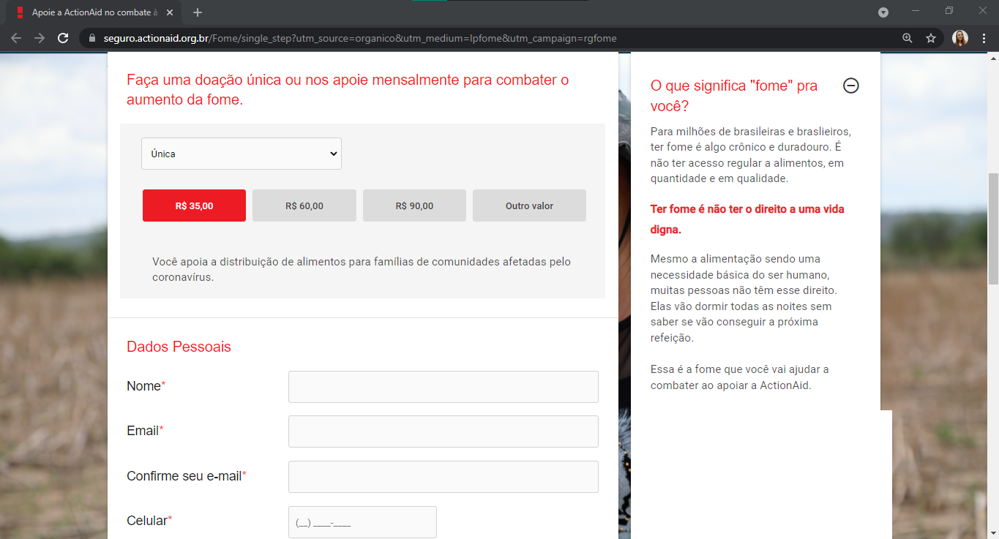 Apoie a ActionAid no combate à
seguro.actionaid.org.br/Fome/single_step?utm_source=organico&utm_medium=lpfome&utm_campaign=rgfome
Faça uma doação única ou nos apoie mensalmente para combater o
aumento da fome.
Única
R$ 35,00
R$ 60,00
R$ 90,00
Outro valor
Você apoia a distribuição de alimentos para famílias de comunidades afetadas pelo
coronavírus.
Dados Pessoais
Nome*
Email*
Confirme seu e-mail*
Celular*
(__) ____-____
O que significa "fome" pra
você?
Para milhões de brasileiras e braslieiros,
ter fome é algo crônico e duradouro. É
não ter acesso regular a alimentos, em
quantidade e em qualidade.
Ter fome é não ter o direito a uma vida
digna.
Mesmo a alimentação sendo uma
necessidade básica do ser humano,
muitas pessoas não têm esse direito.
Elas vão dormir todas as noites sem
saber se vão conseguir a próxima
refeição.
Essa é a fome que você vai ajudar a
combater ao apoiar a ActionAid.